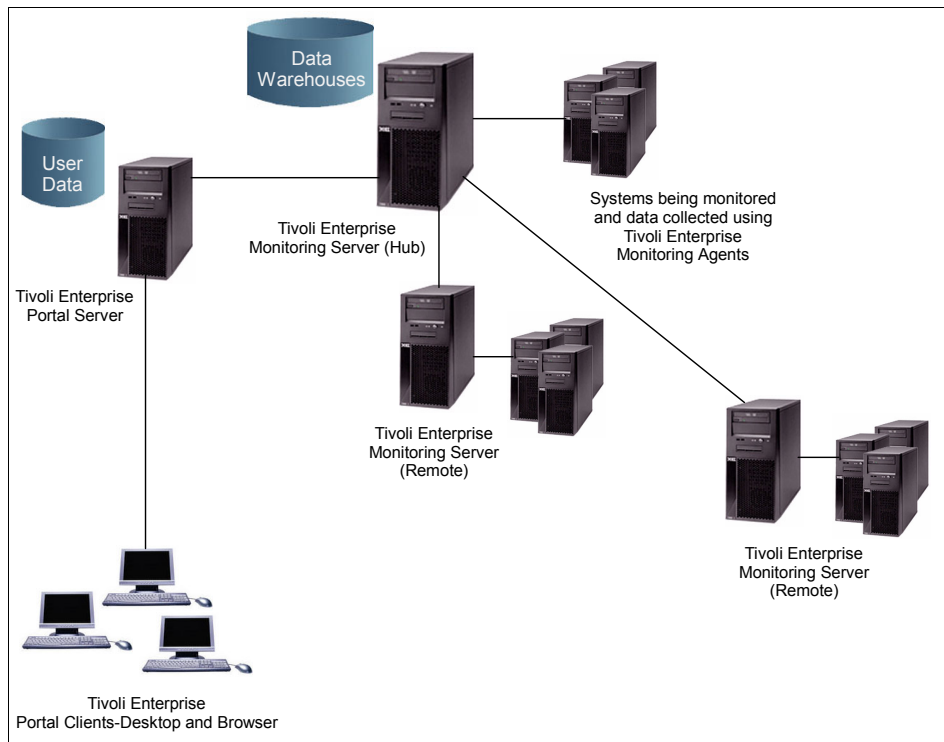 Data
Warehouses
User
Data
Systems being monitored
and data collected using
Tivoli Enterprise
Monitoring Agents
Tivoli Enterprise
Monitoring Server (Hub)
Tivoli Enterprise
Portal Server
Tivoli Enterprise
Monitoring Server
(Remote)
Tivoli Enterprise
Monitoring Server
(Remote)
Tivoli Enterprise
Portal Clients-Desktop and Browser